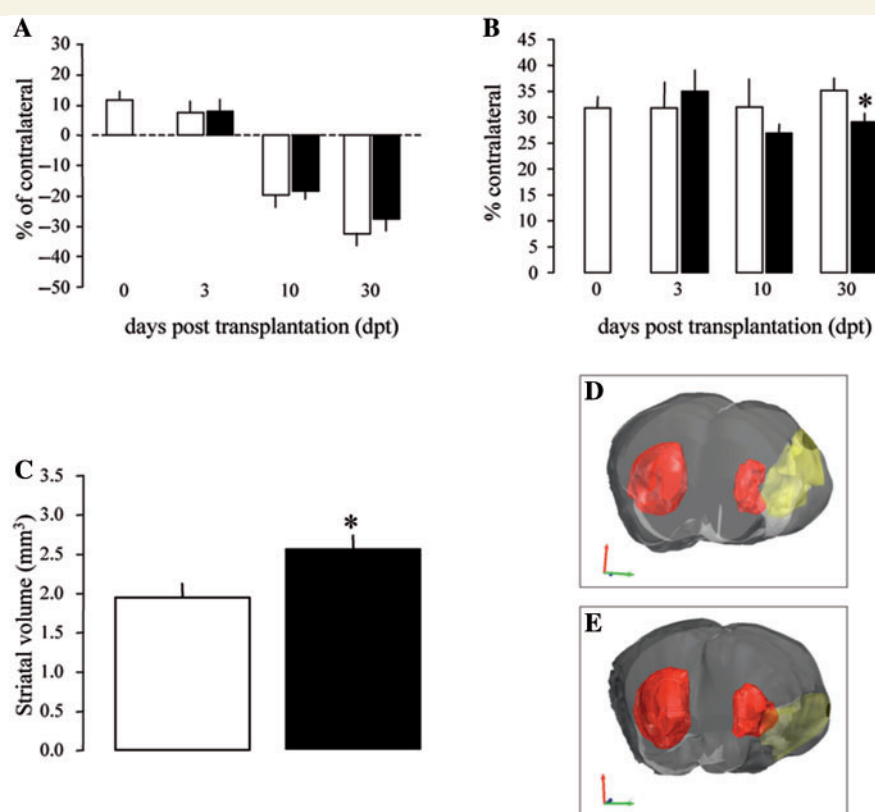 A
30
20
10
0
−10
−20
−30
−40
−50
% of contralateral
0 3 10 30
days post transplantation (dpt)
B
45
40
35
30
25
20
15
10
5
0
% contralateral
*
0 3 10 30
days post transplantation (dpt)
C
3.5
3.0
2.5
2.0
1.5
1.0
0.5
0.0
Striatal volume (mm³)
*
D
E